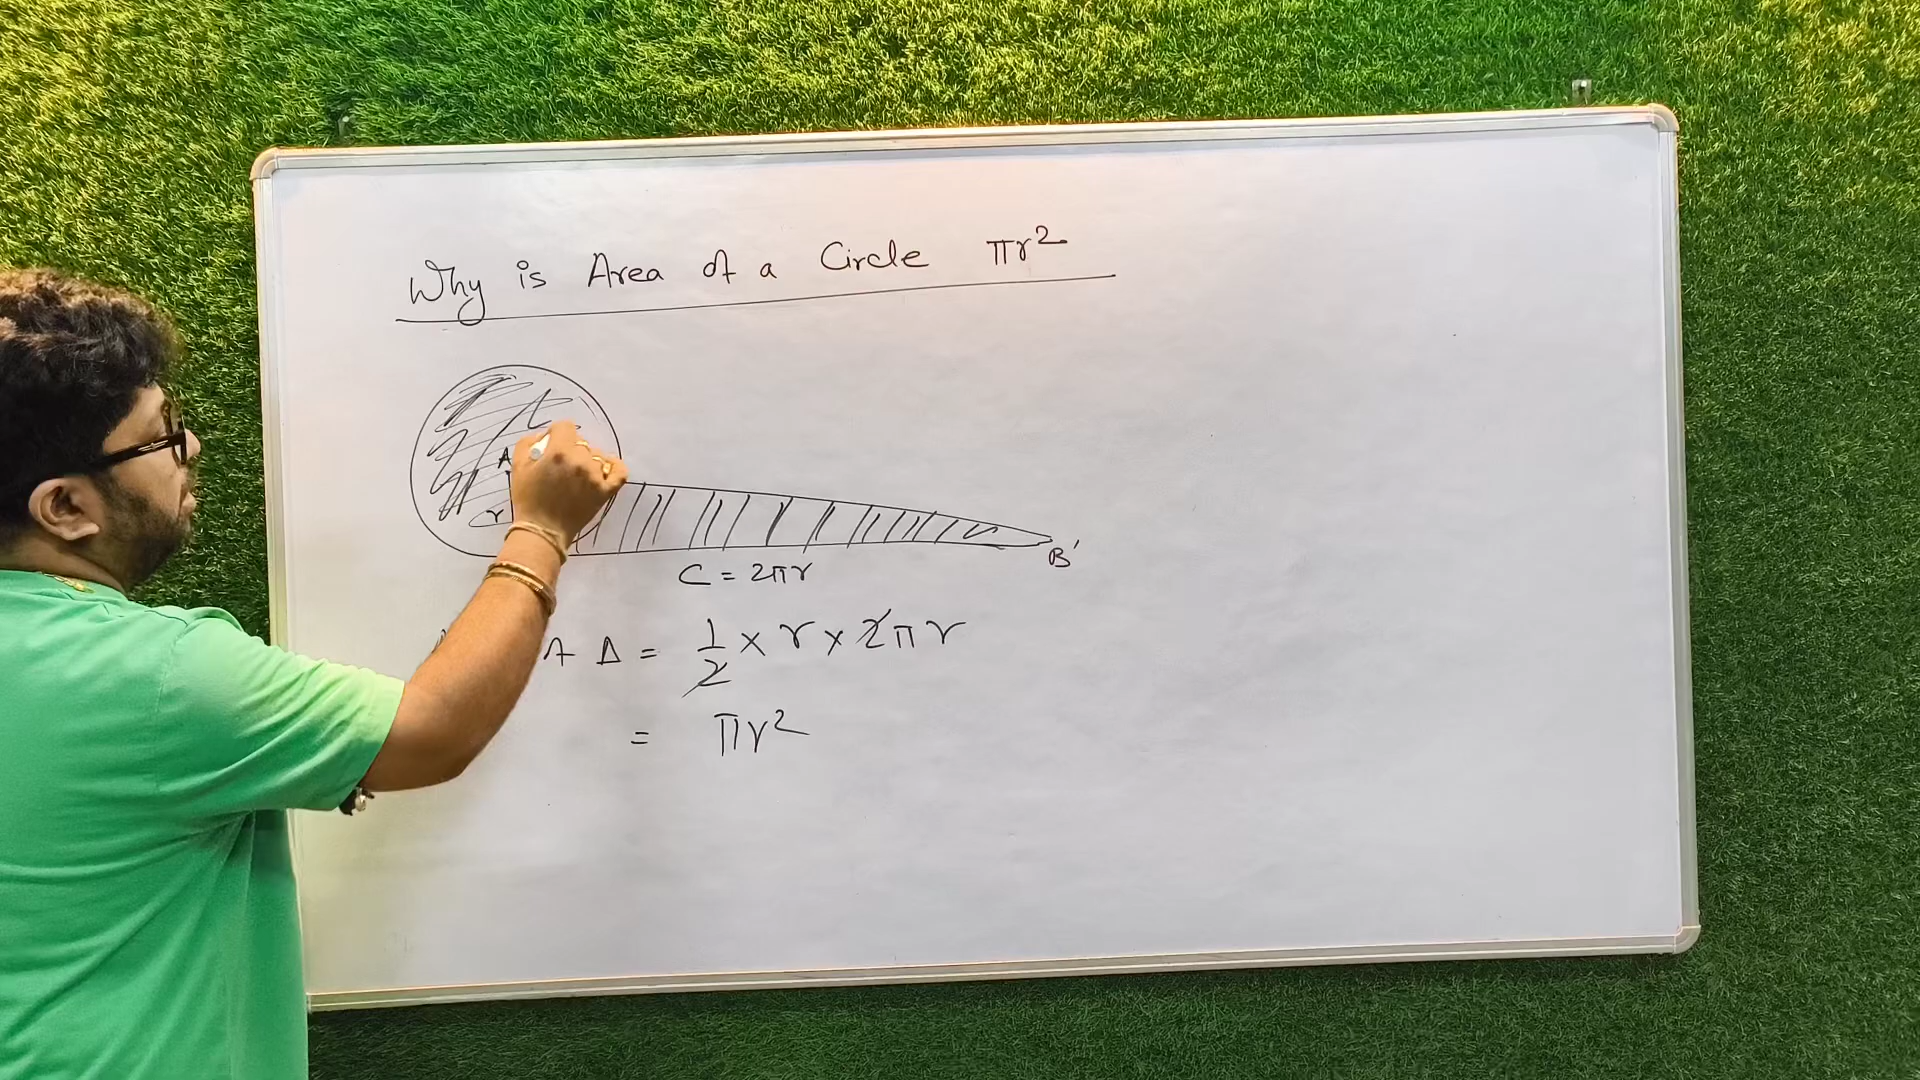 Why is Area of a Circle πr²
A
r
B'
C = 2πr
A Δ = 1/2 × r × 2πr
= πr²